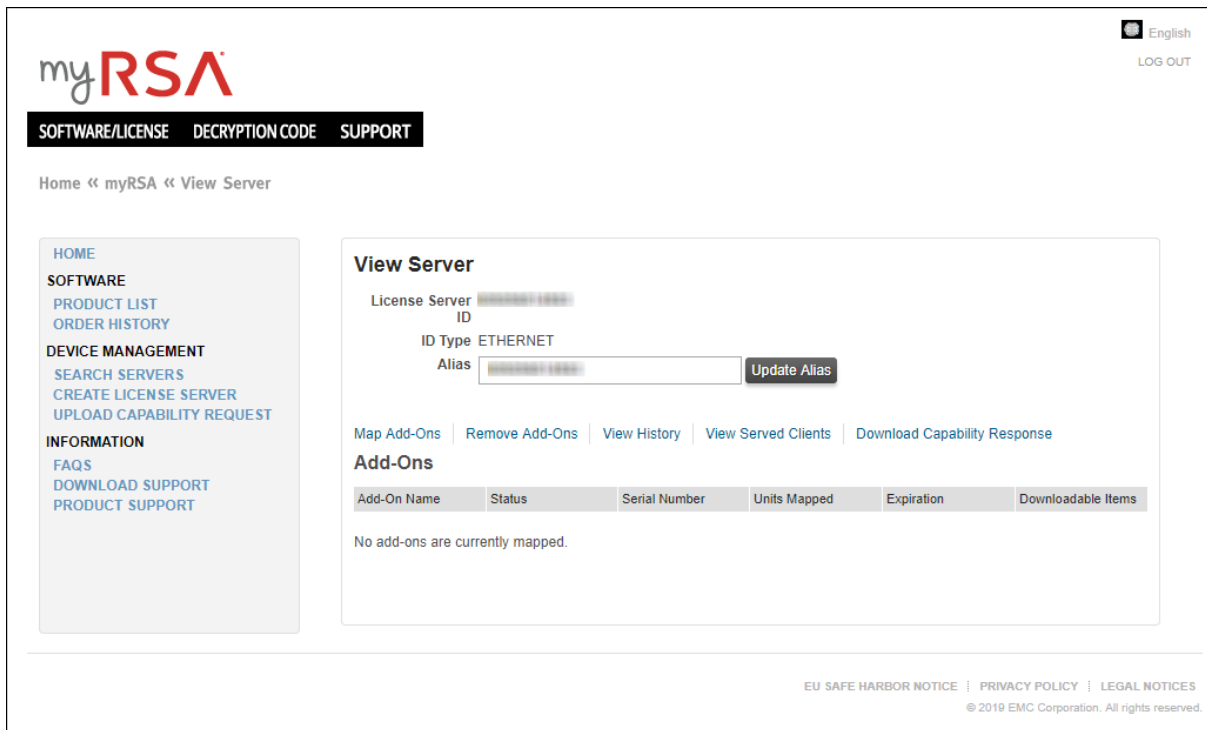 English
LOG OUT
myRSA
SOFTWARE/LICENSE DECRYPTION CODE SUPPORT
Home « myRSA « View Server
HOME
SOFTWARE
PRODUCT LIST
ORDER HISTORY
DEVICE MANAGEMENT
SEARCH SERVERS
CREATE LICENSE SERVER
UPLOAD CAPABILITY REQUEST
INFORMATION
FAQS
DOWNLOAD SUPPORT
PRODUCT SUPPORT
View Server
License Server
ID
ID Type ETHERNET
Alias Update Alias
Map Add-Ons Remove Add-Ons View History View Served Clients Download Capability Response
Add-Ons
Add-On Name Status Serial Number Units Mapped Expiration Downloadable Items
No add-ons are currently mapped.
EU SAFE HARBOR NOTICE PRIVACY POLICY LEGAL NOTICES
© 2019 EMC Corporation. All rights reserved.